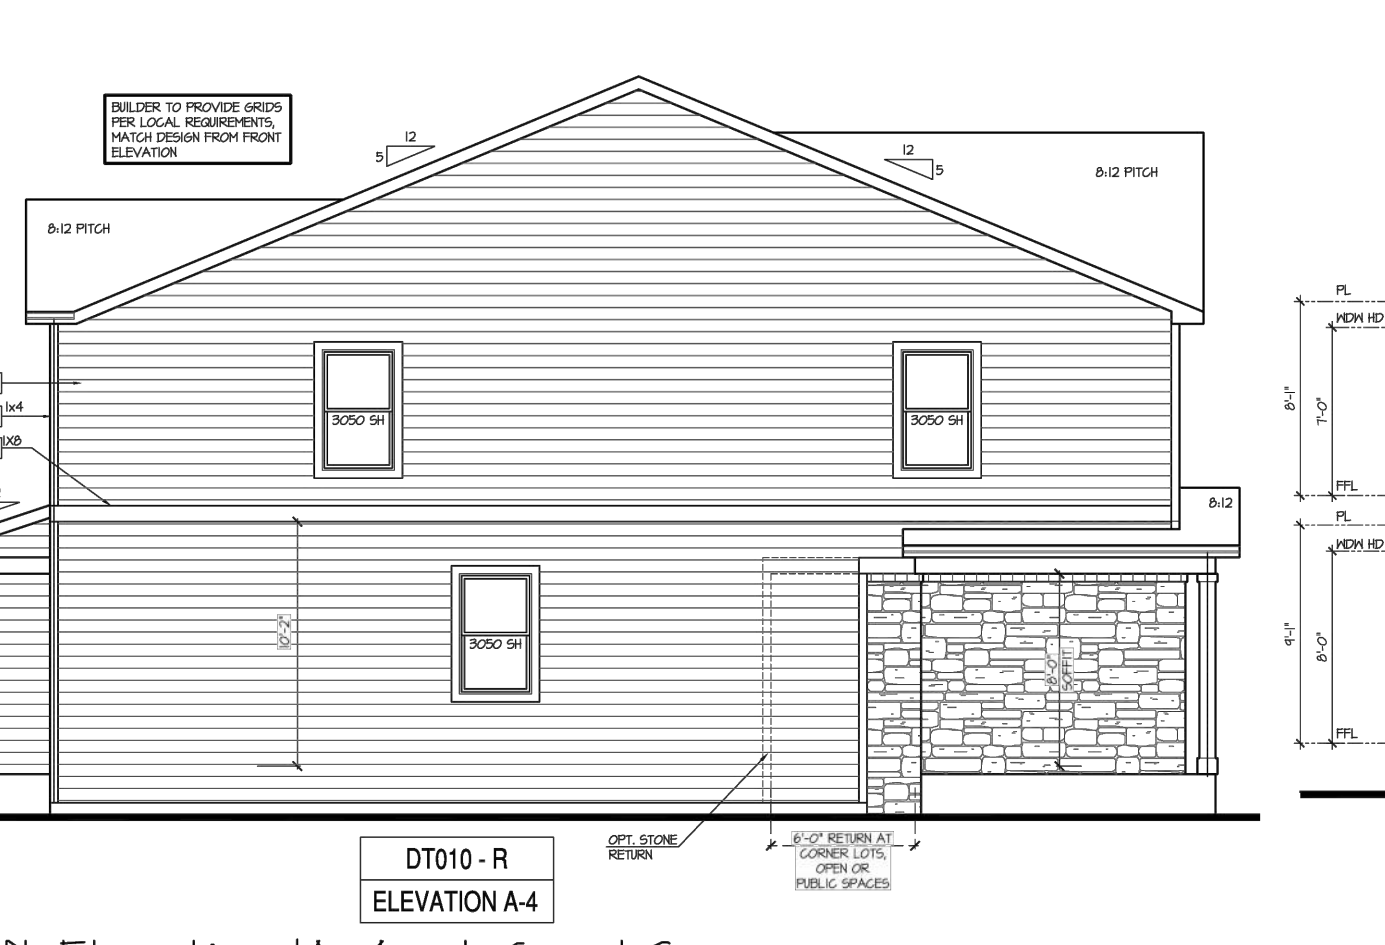 BUILDER TO PROVIDE GRIDS
PER LOCAL REQUIREMENTS,
MATCH DESIGN FROM FRONT
ELEVATION
12
5
12
5
8:12 PITCH
8:12 PITCH
PL
WDW HD
8'-1"
7'-0"
1x4
1X8
3050 SH
3050 SH
FFL
8:12
PL
WDW HD
10'-2"
3050 SH
8'-0"
SOFFIT
9'-1"
8'-0"
FFL
OPT. STONE
RETURN
6'-0" RETURN AT
CORNER LOTS,
OPEN OR
PUBLIC SPACES
DT010 - R
ELEVATION A-4